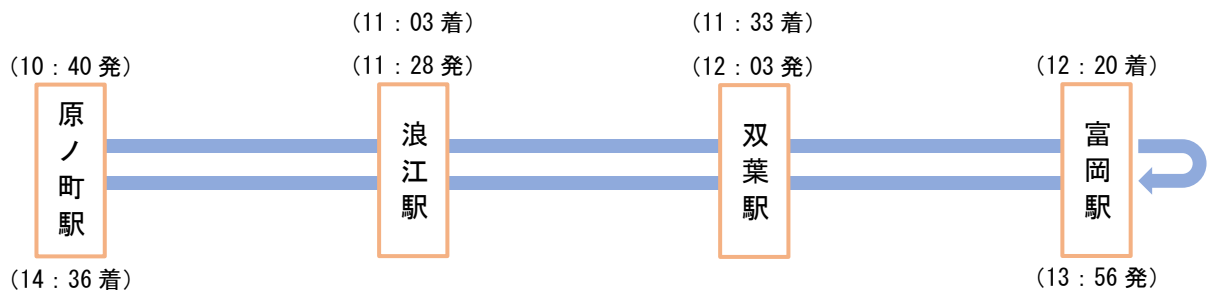 (11：03 着)
(11：33 着)
(10：40 発)
(11：28 発)
(12：03 発)
(12：20 着)
原ノ町駅
浪江駅
双葉駅
富岡駅
(14：36 着)
(13：56 発)